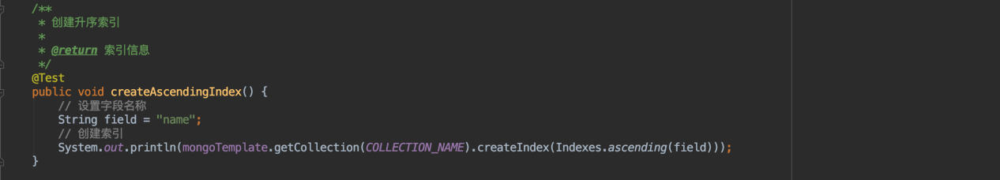 /**
 * 创建升序索引
 *
 * @return 索引信息
 */
@Test
public void createAscendingIndex() {
    // 设置字段名称
    String field = "name";
    // 创建索引
    System.out.println(mongoTemplate.getCollection(COLLECTION_NAME).createIndex(Indexes.ascending(field)));
}